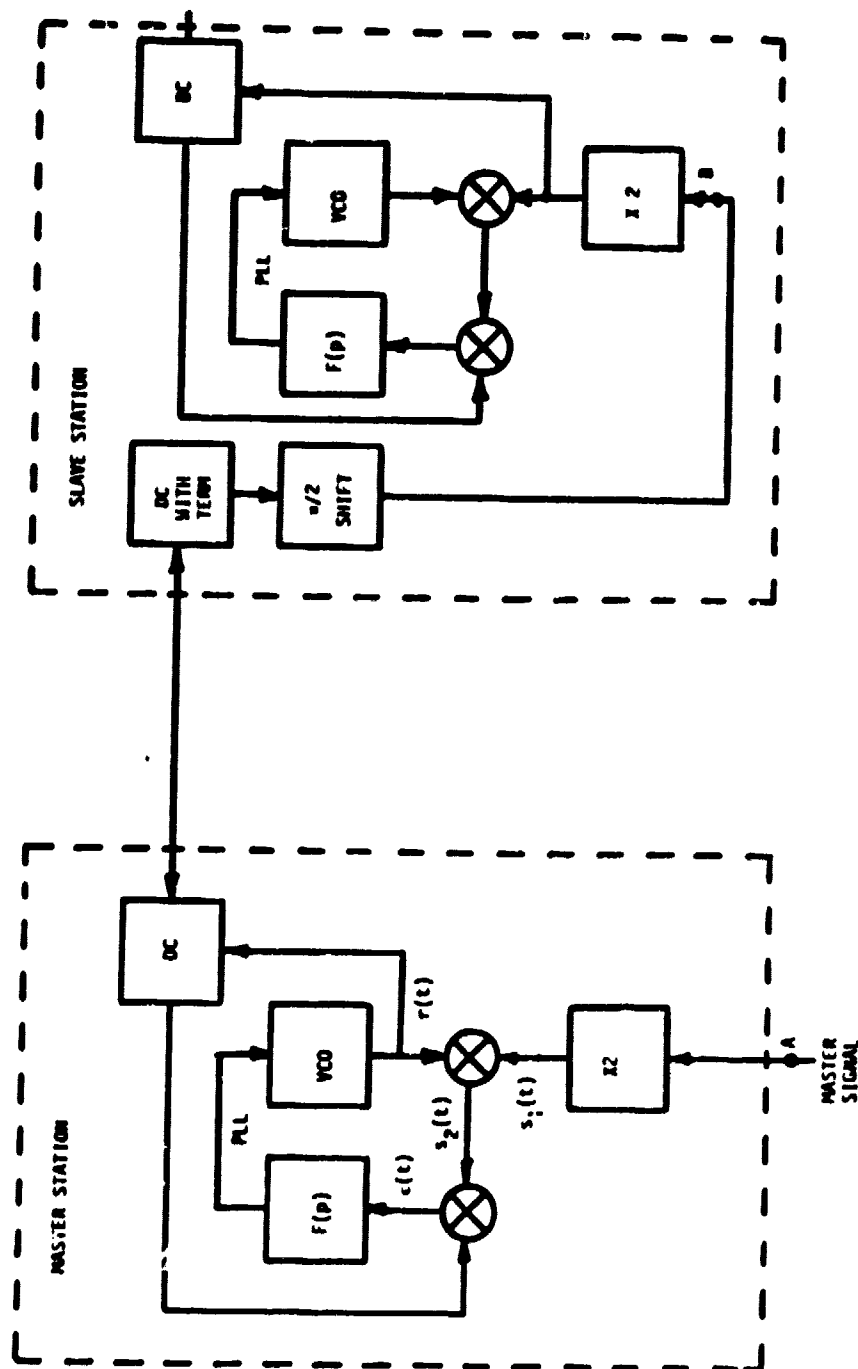 MASTER STATION
DC
PLL
F(p)
VCO
r(t)
c(t)
s₂(t)
sᵢ(t)
X2
A
MASTER
SIGNAL
SLAVE STATION
DC
WITH
TERM
π/2
SHIFT
DC
PLL
F(p)
VCO
X 2
B